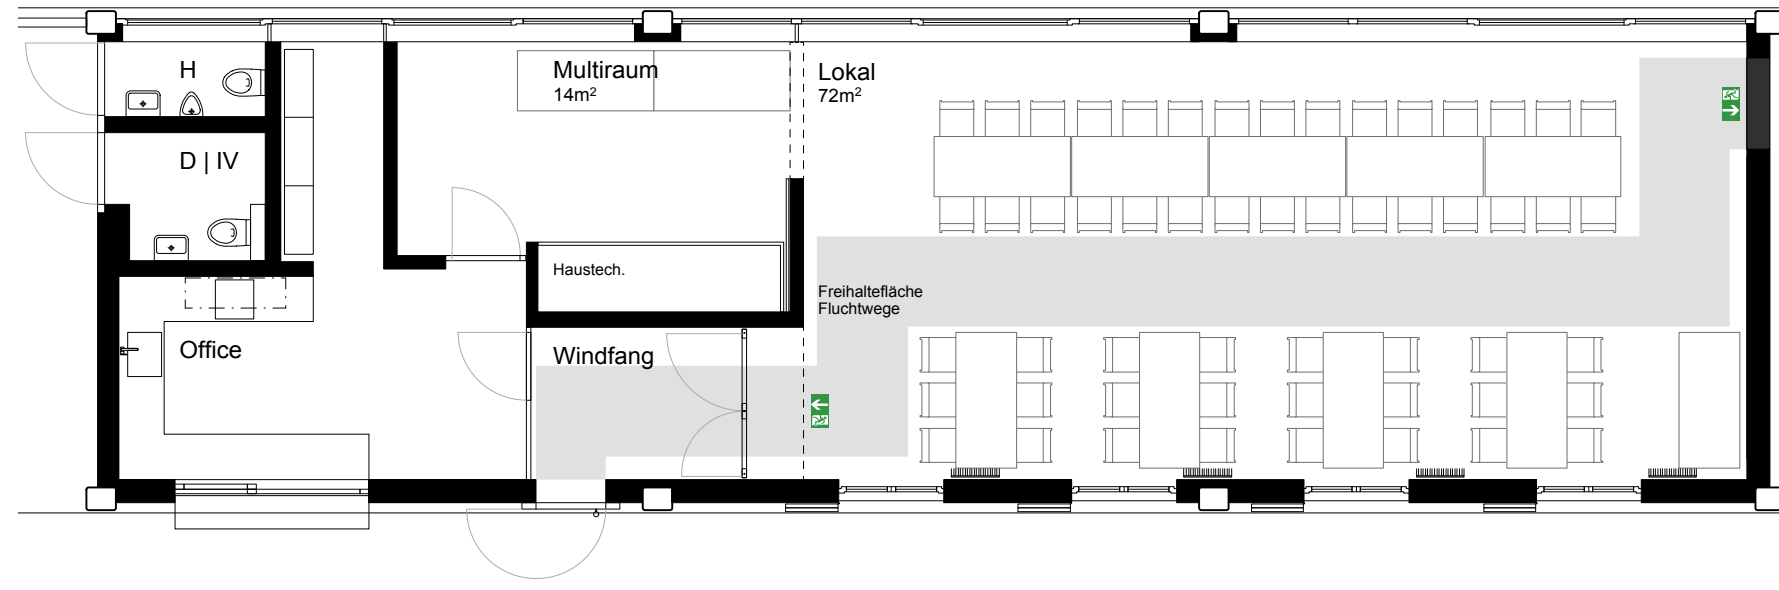 H
D | IV
Multiraum
14m²
Lokal
72m²
Haustech.
Freihaltefläche
Fluchtwege
Office
Windfang